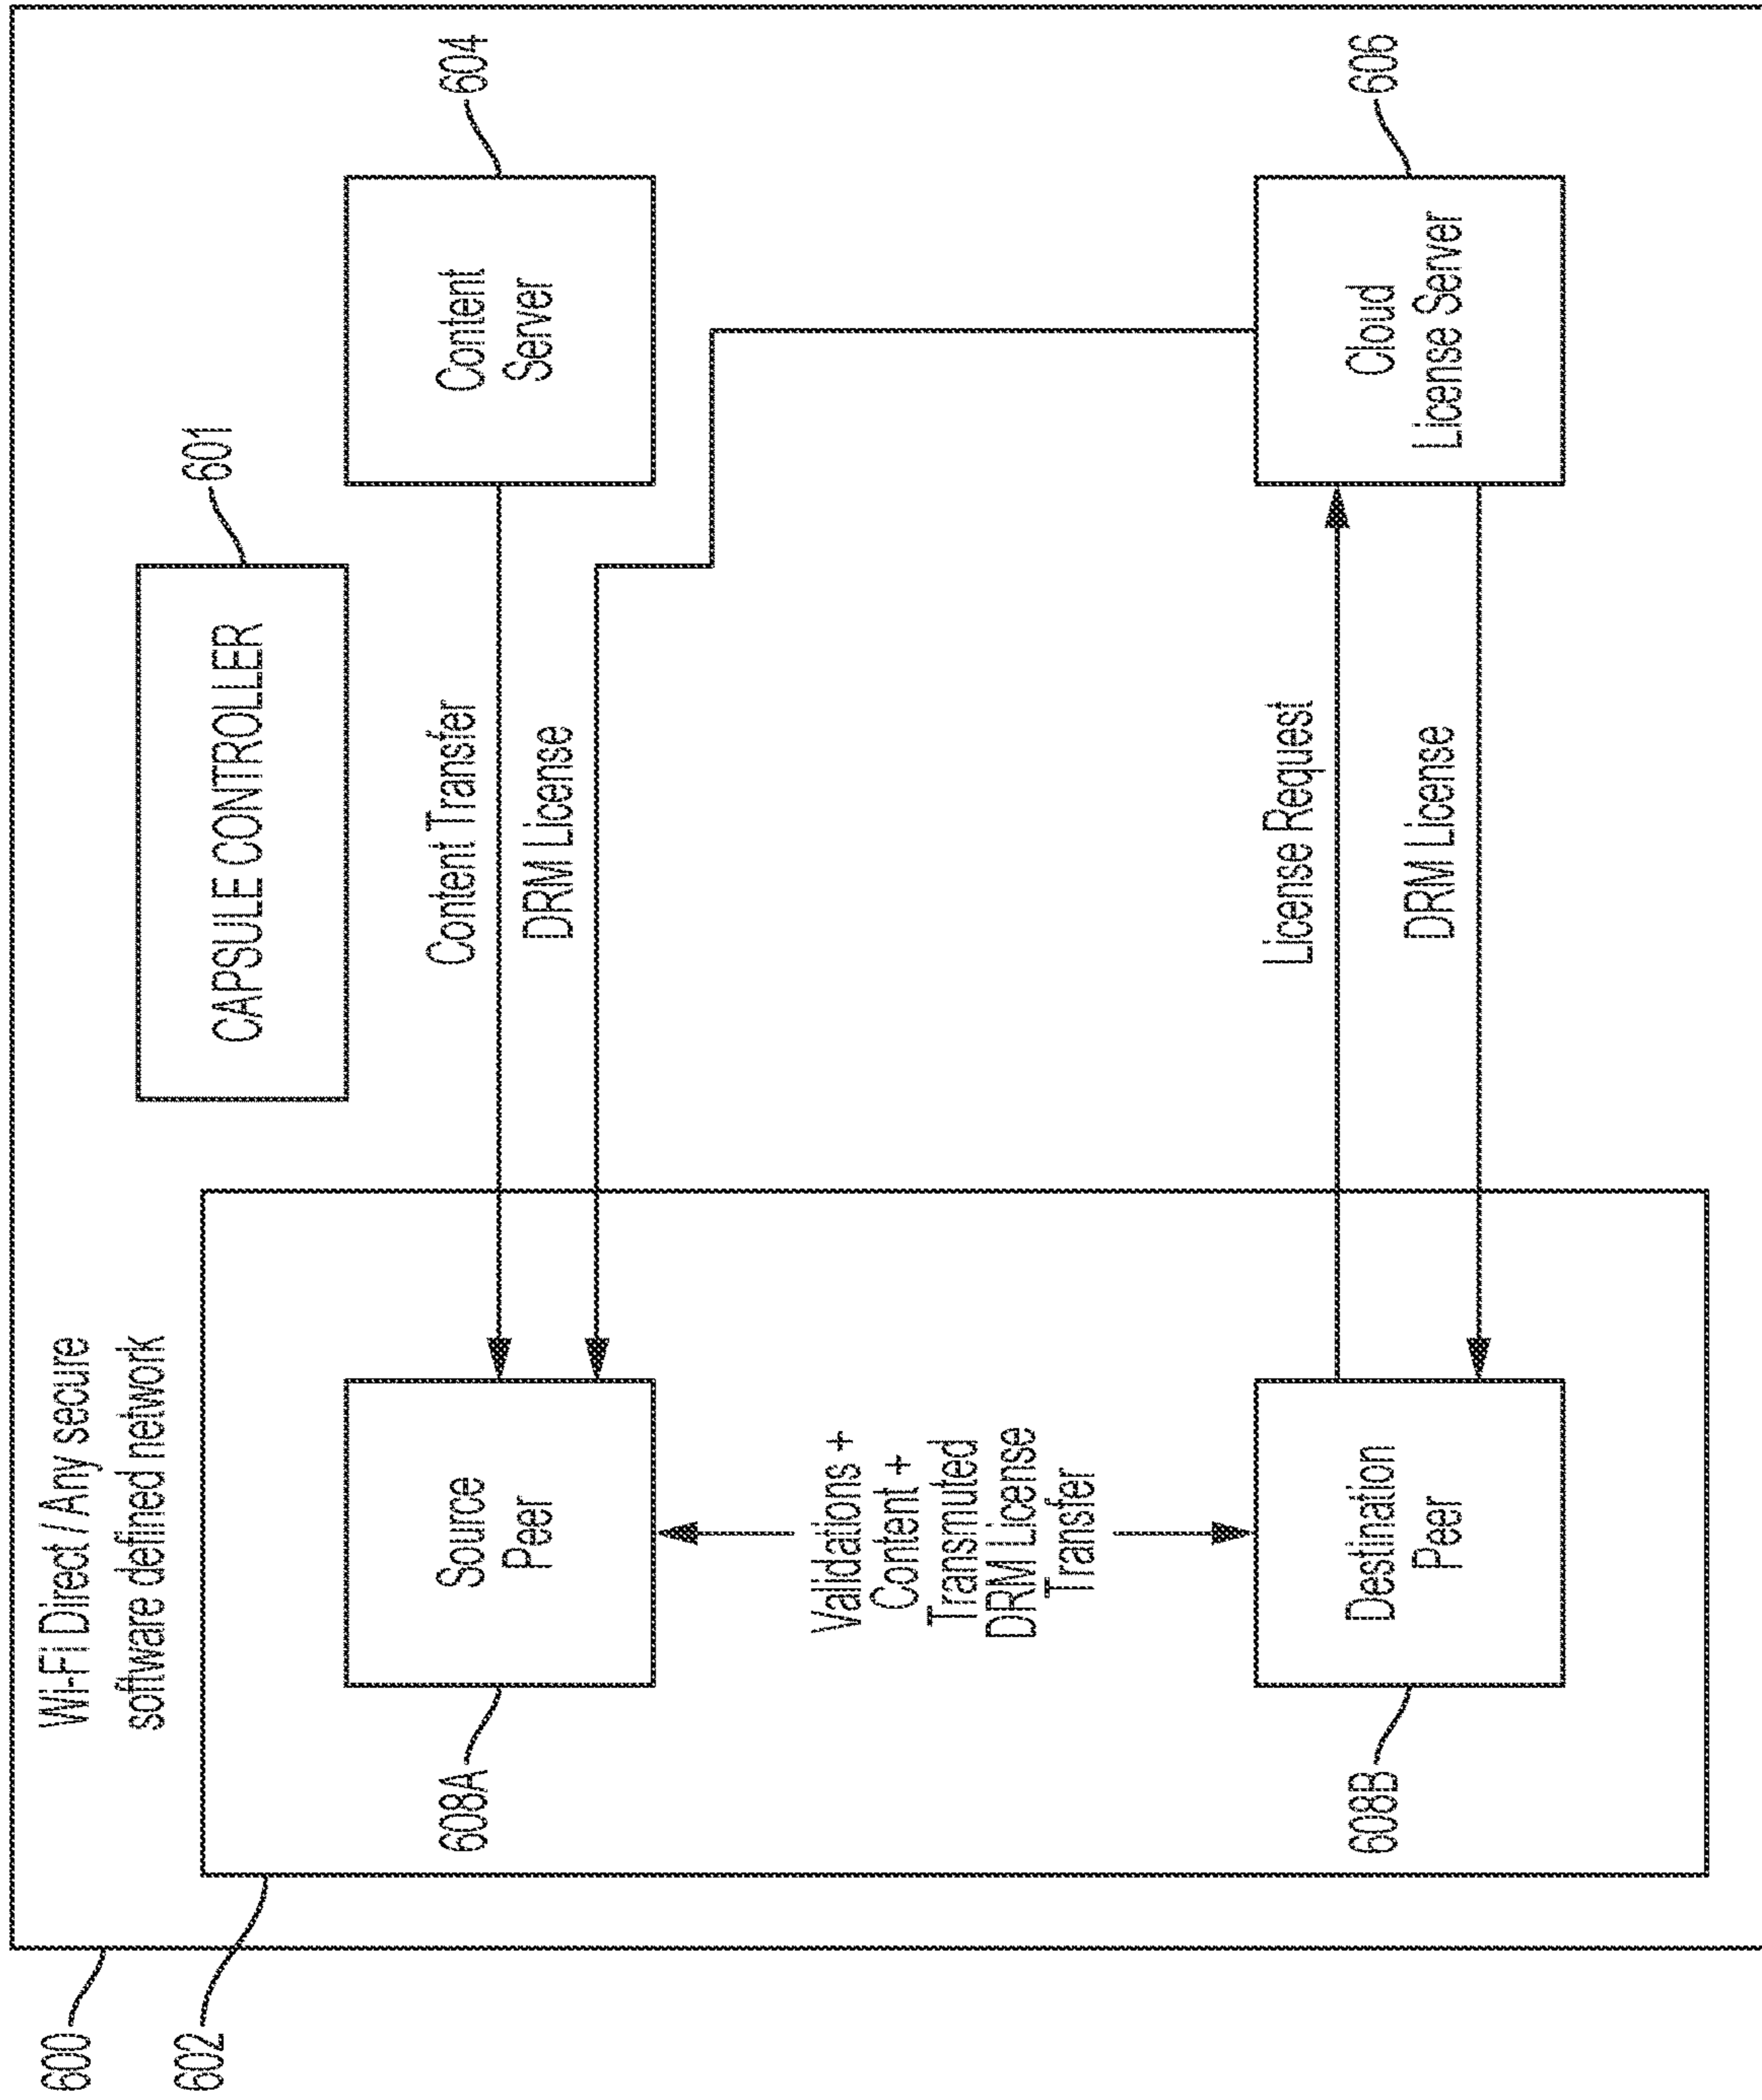 600
602
Wi-Fi Direct / Any secure
software defined network
CAPSULE CONTROLLER
601
608A
Source
Peer
Content Transfer
DRM License
Content
Server
604
Validations +
Content +
Transmuted
DRM License
Transfer
608B
Destination
Peer
License Request
DRM License
Cloud
License Server
606